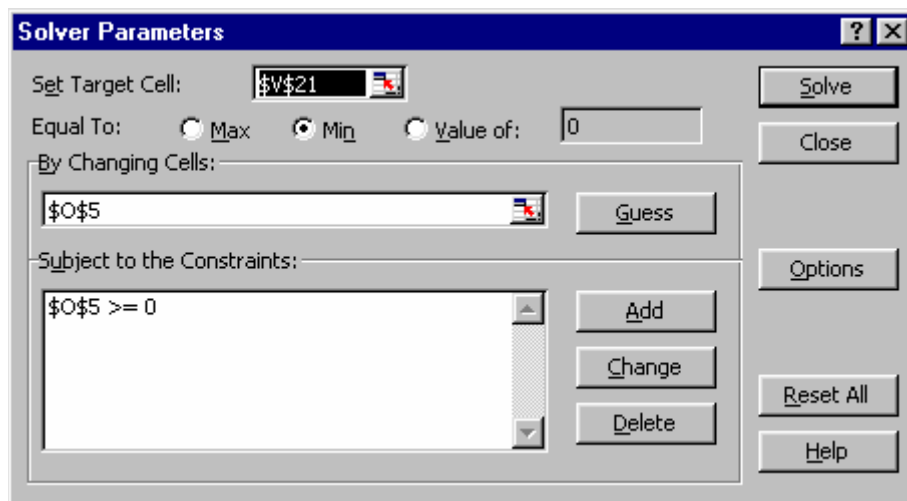 Solver Parameters
? X
Set Target Cell: $V$21
Solve
Equal To: Max Min Value of: 0
Close
By Changing Cells:
$O$5
Guess
Subject to the Constraints:
Options
$O$5 >= 0
Add
Change
Reset All
Delete
Help